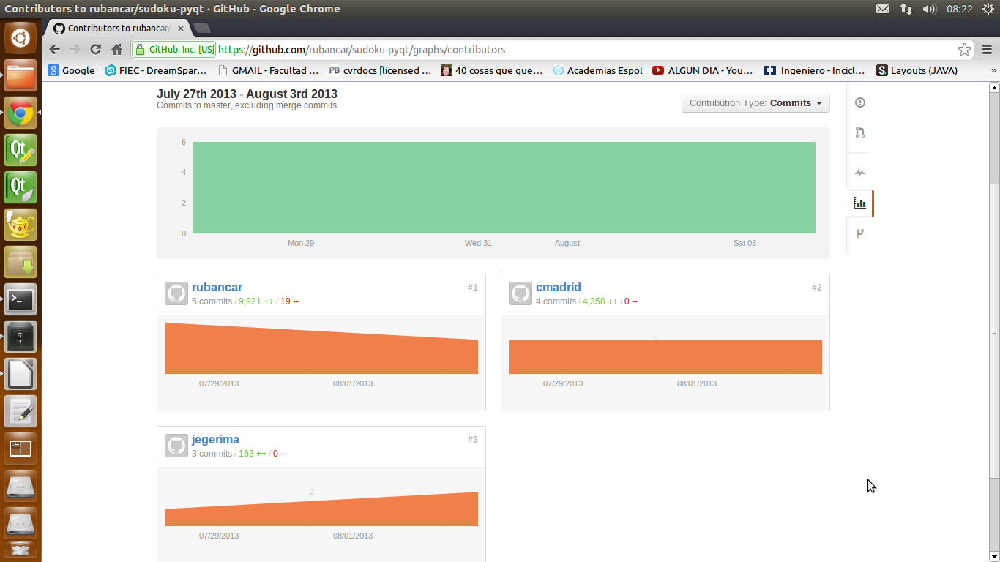 Contributors to rubancar/sudoku-pyqt · GitHub - Google Chrome
08:22
Contributors to rubancar/
GitHub, Inc. [US] https://github.com/rubancar/sudoku-pyqt/graphs/contributors
Google FIEC - DreamSpar... GMAIL - Facultad ... PB cvrdocs [licensed ... 40 cosas que que... Academias Espol ALGUN DIA - You... Ingeniero - Incicl... S. Layouts (JAVA) »
July 27th 2013 - August 3rd 2013
Commits to master, excluding merge commits
Contribution Type: Commits
6
4
2
0
Mon 29 Wed 31 August Sat 03
rubancar #1
5 commits / 9,921 ++ / 19 --
07/29/2013 08/01/2013
cmadrid #2
4 commits / 4,358 ++ / 0 --
2
07/29/2013 08/01/2013
jegerima #3
3 commits / 163 ++ / 0 --
2
07/29/2013 08/01/2013
Qt
Qt